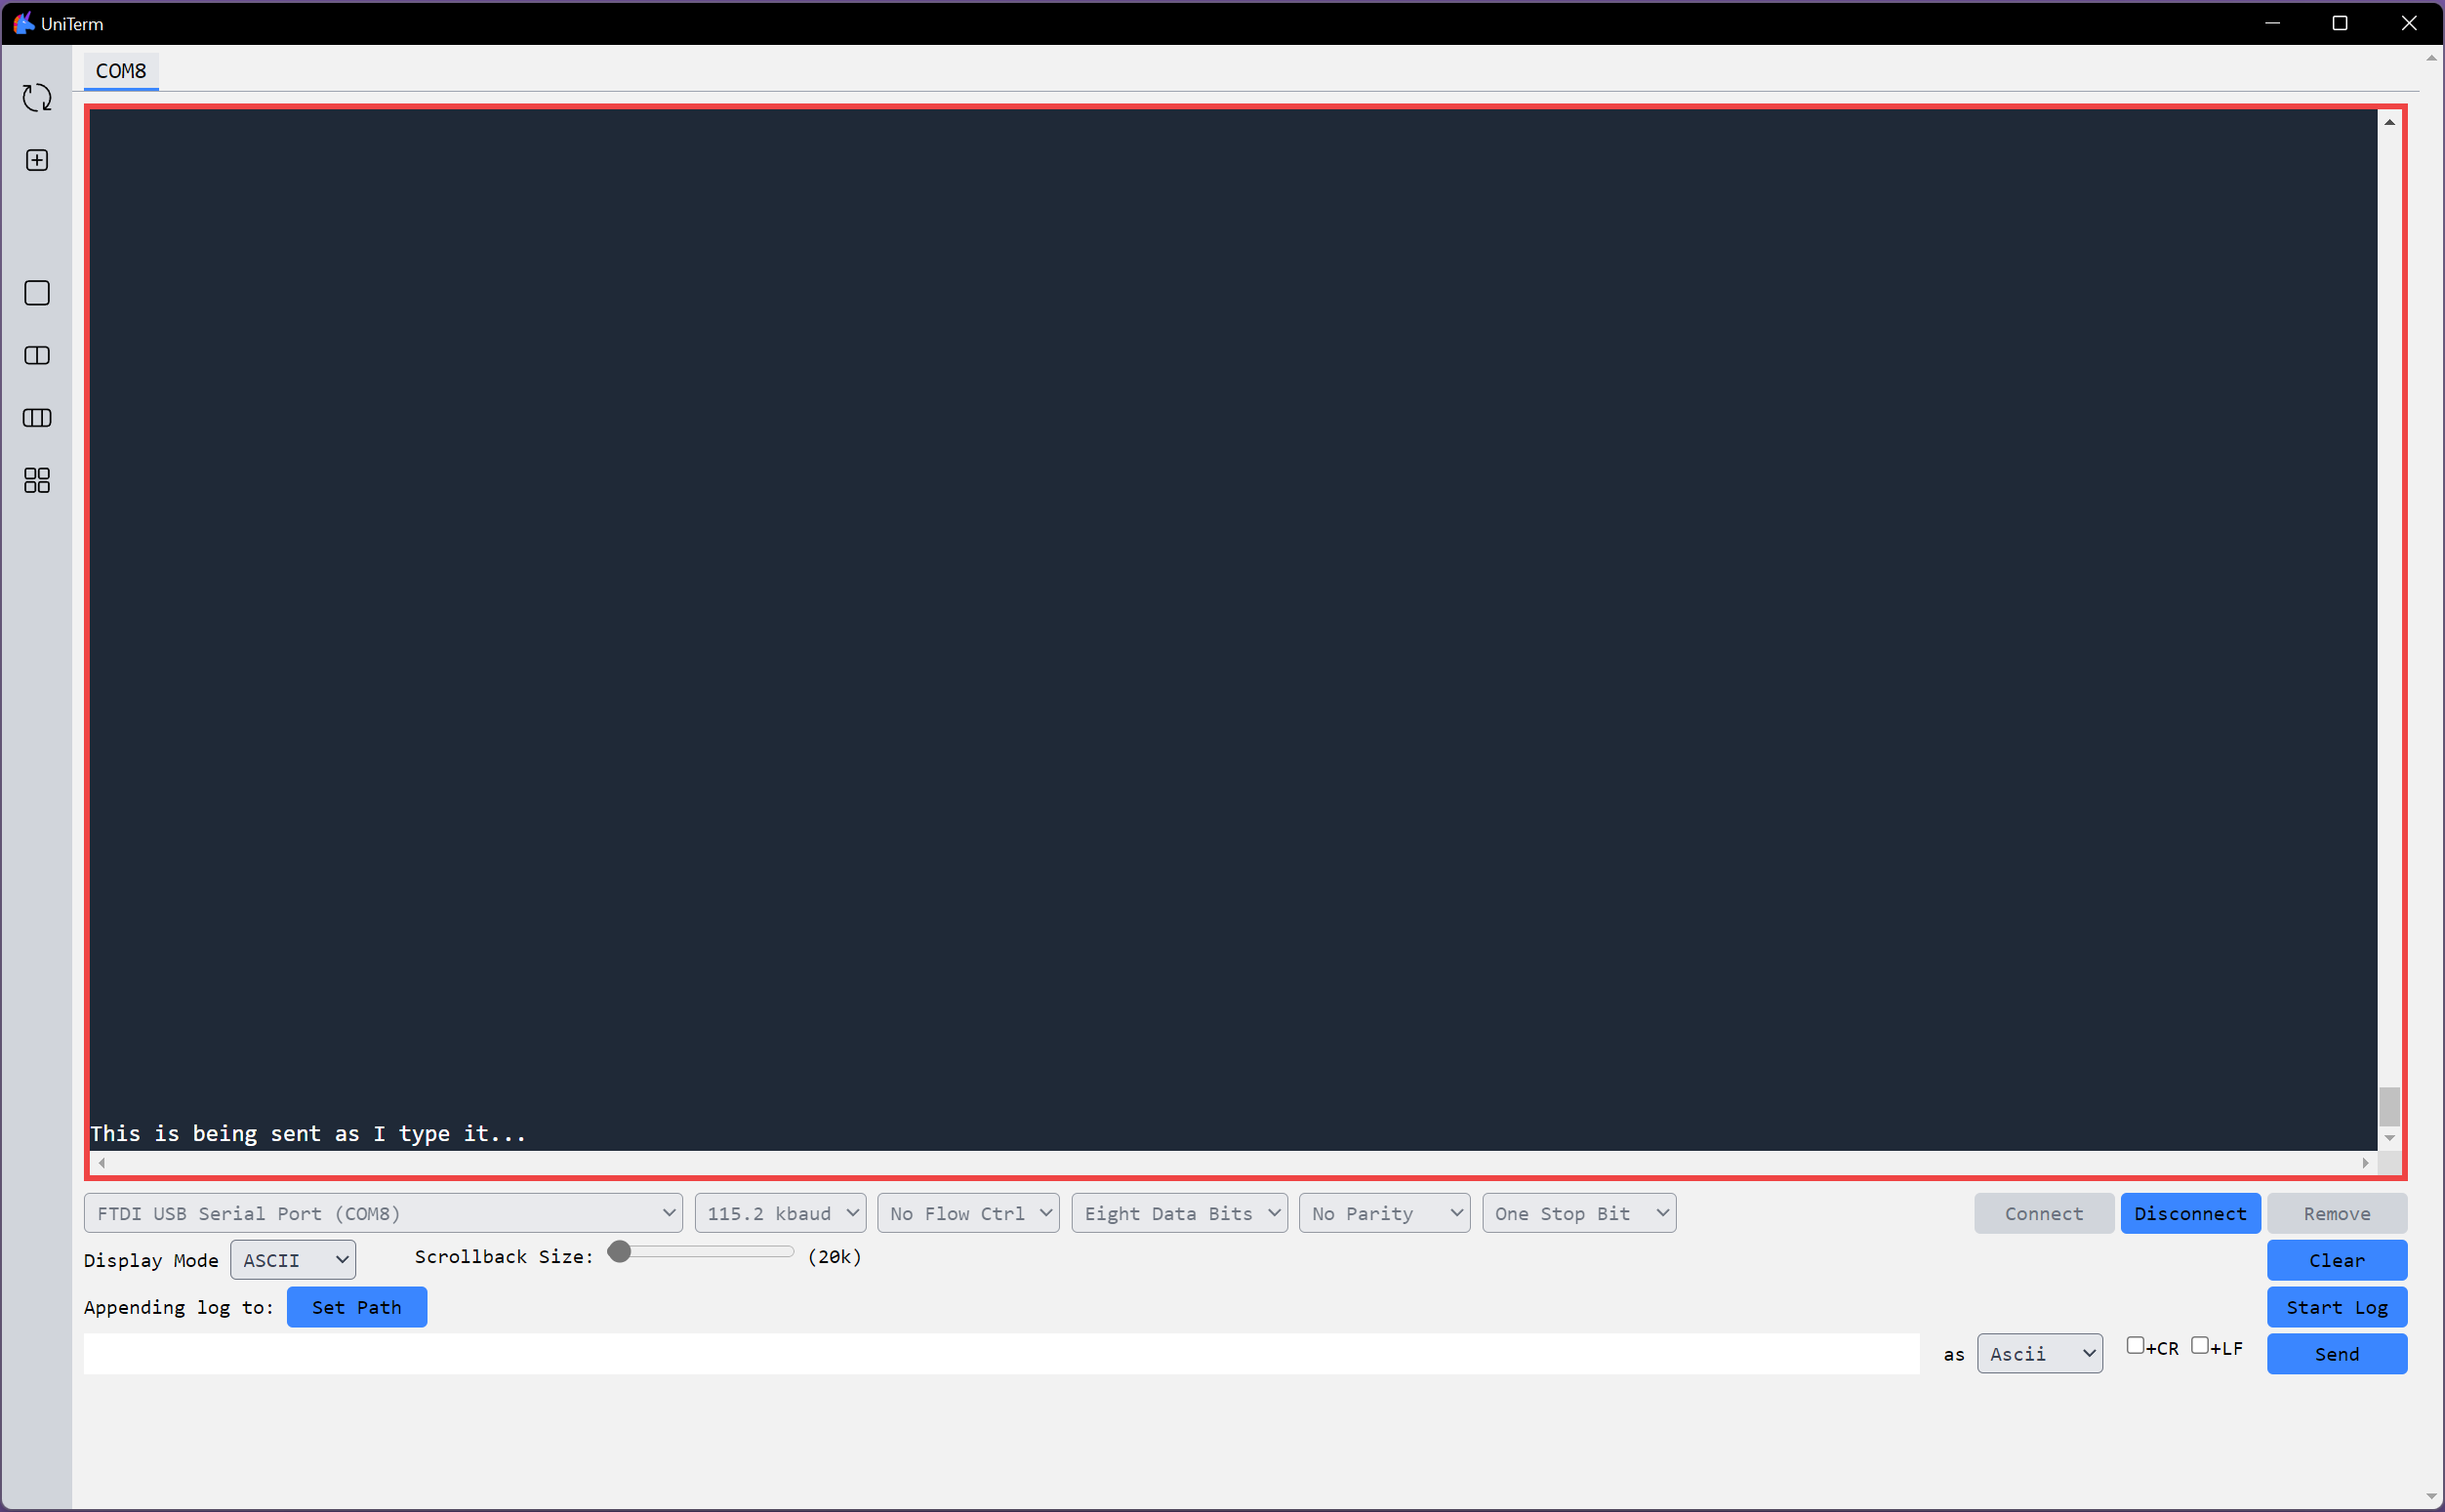 UniTerm
COM8
This is being sent as I type it...
FTDI USB Serial Port (COM8) 115.2 kbaud No Flow Ctrl Eight Data Bits No Parity One Stop Bit Connect Disconnect Remove
Display Mode ASCII Scrollback Size: (20k) Clear
Appending log to: Set Path Start Log
as Ascii +CR +LF Send